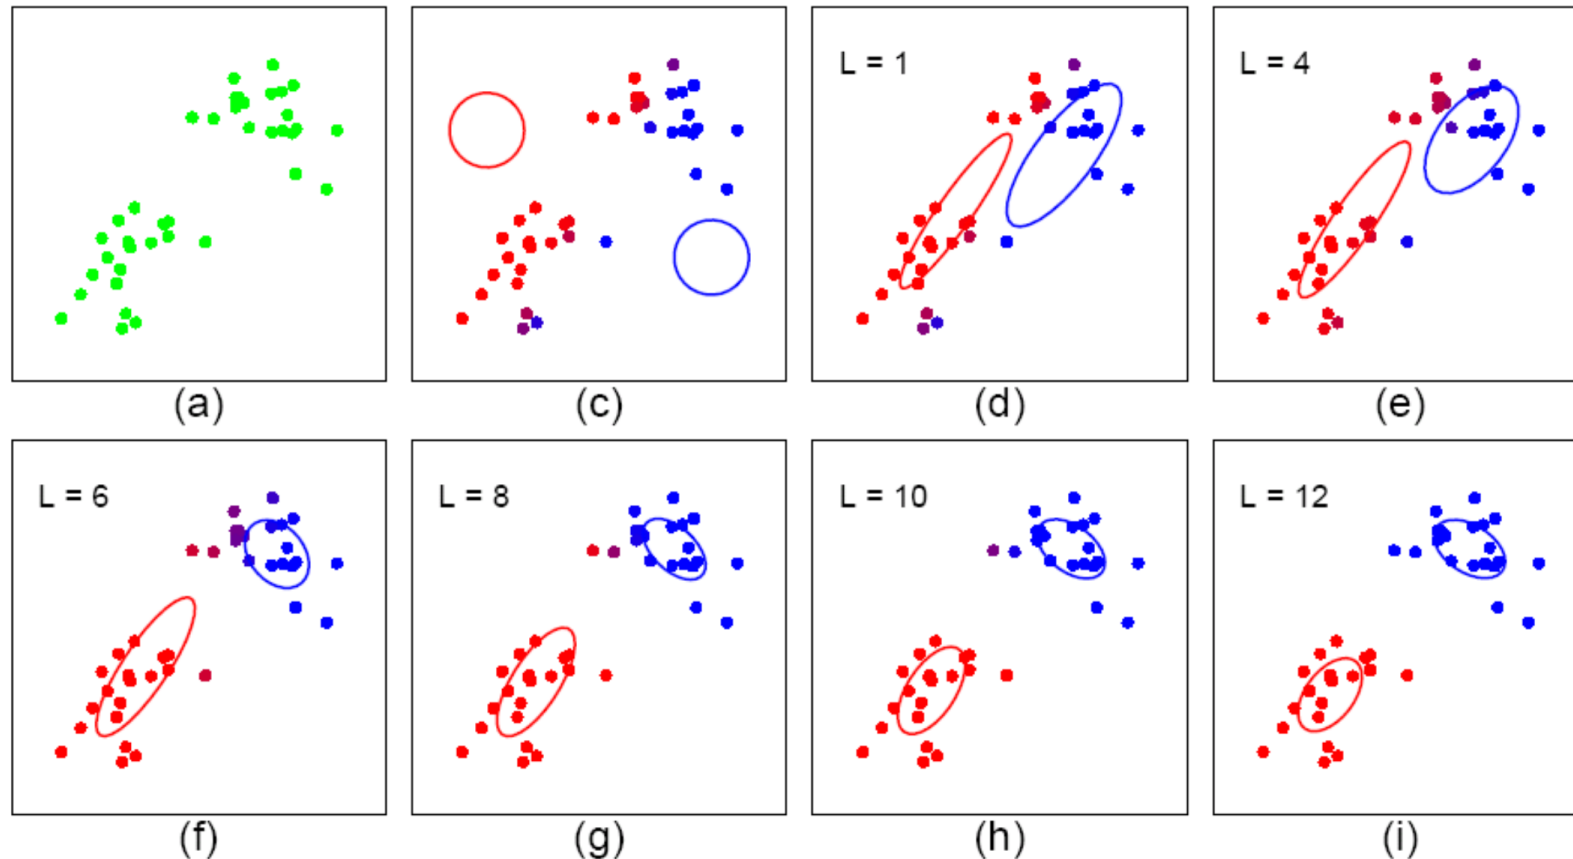 L = 1
L = 4
(a)
(c)
(d)
(e)
L = 6
L = 8
L = 10
L = 12
(f)
(g)
(h)
(i)